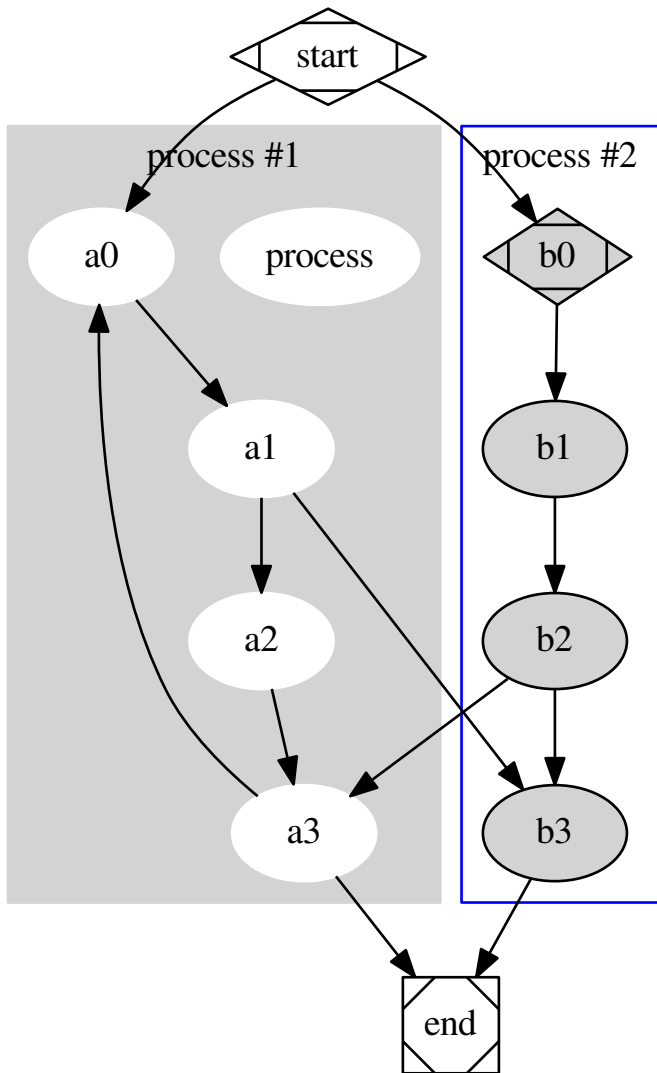 start
process #1
process #2
a0
process
b0
a1
b1
a2
b2
a3
b3
end